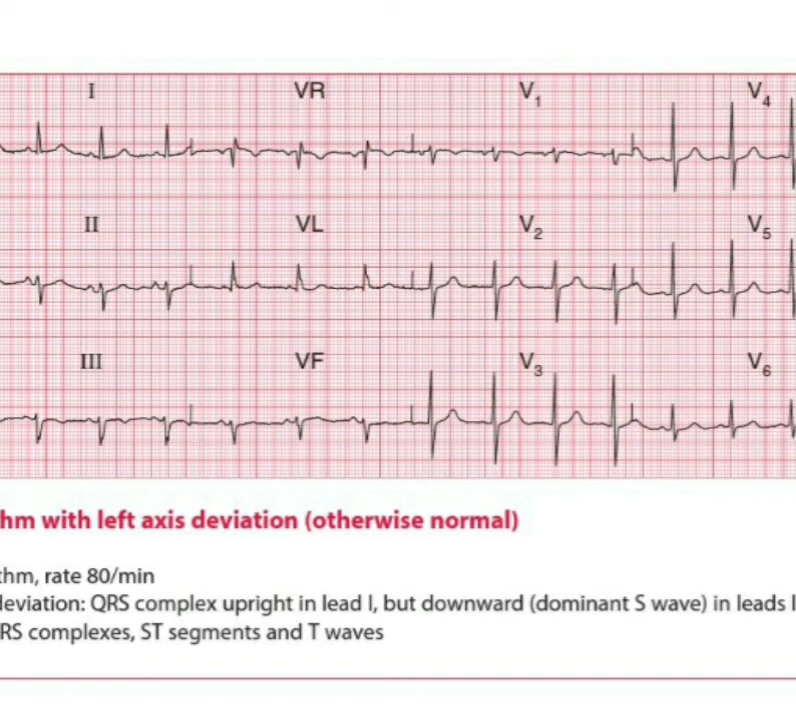 I VR V1 V4
II VL V2 V5
III VF V3 V6
hm with left axis deviation (otherwise normal)
thm, rate 80/min
deviation: QRS complex upright in lead I, but downward (dominant S wave) in leads I
RS complexes, ST segments and T waves